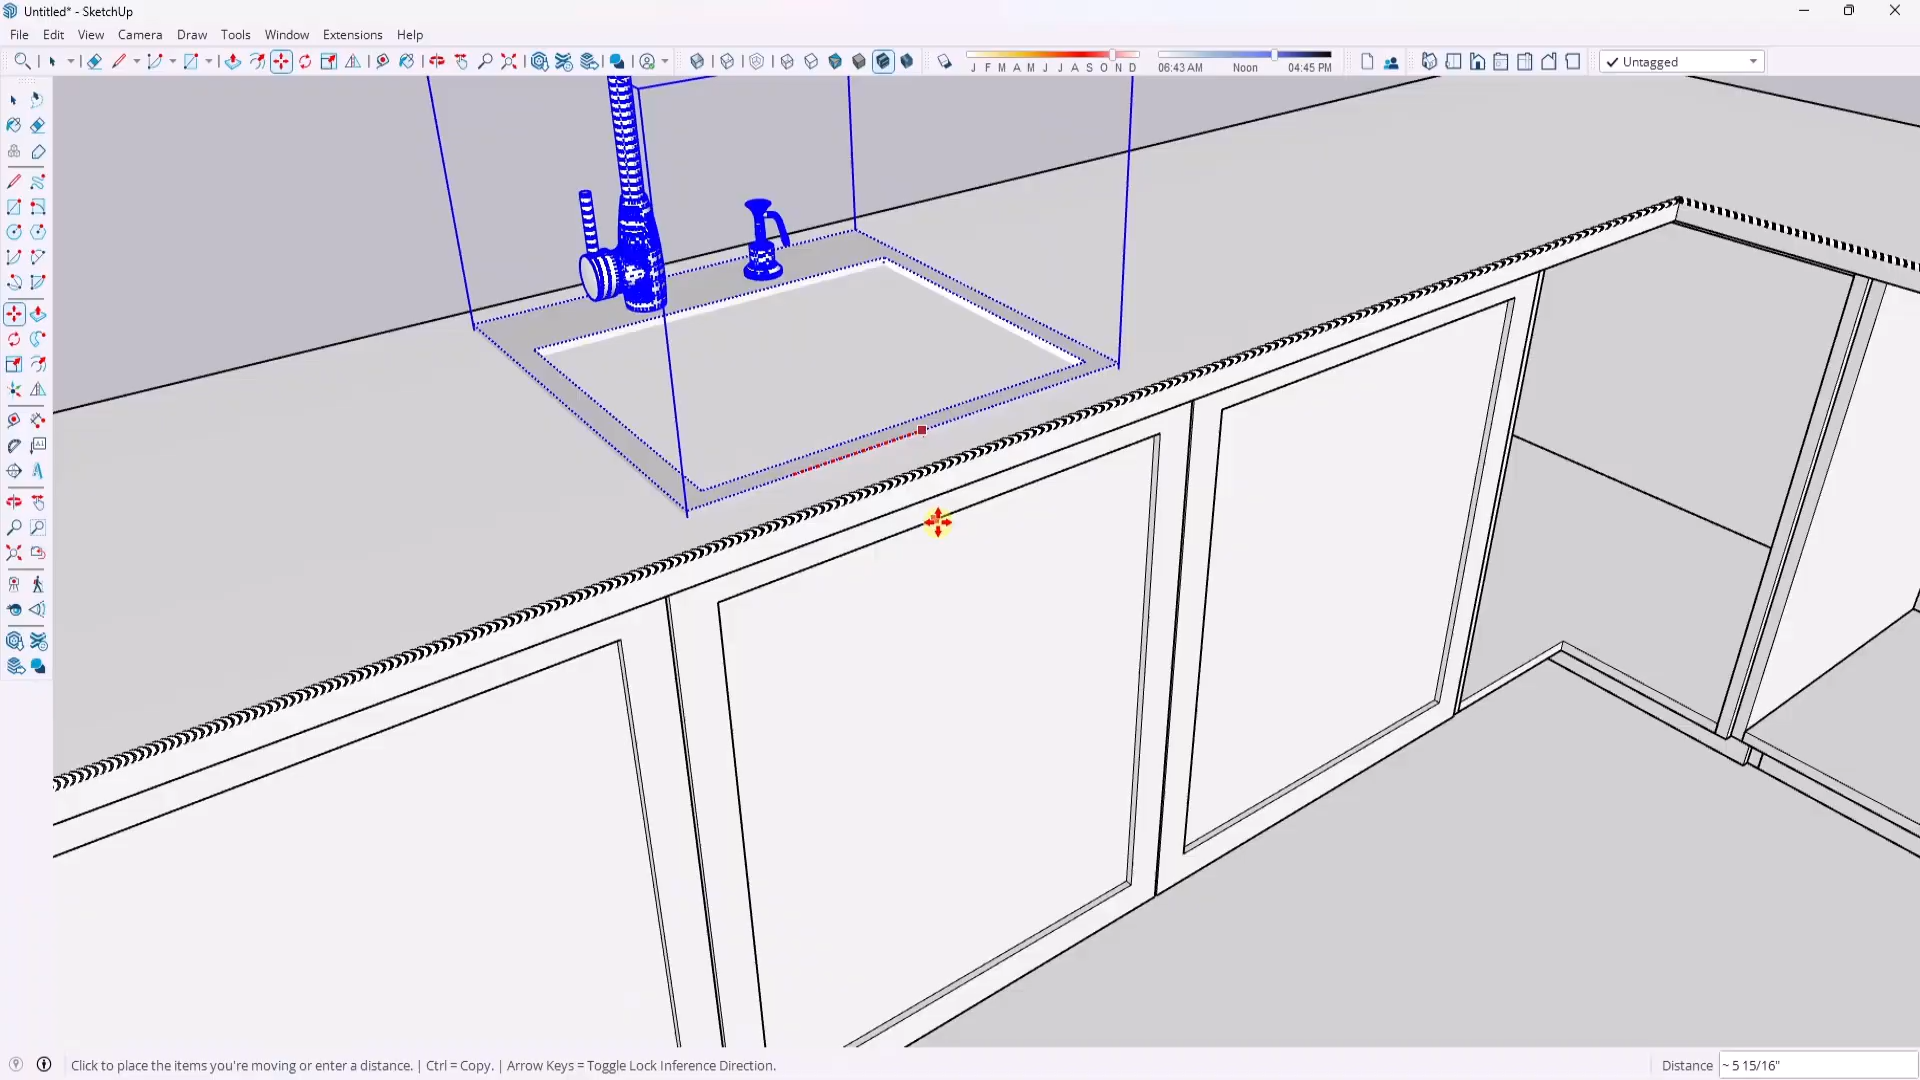 Untitled* - SketchUp
File Edit View Camera Draw Tools Window Extensions Help
J F M A M J J A S O N D
06:43 AM Noon 04:45 PM
Untagged
Click to place the items you're moving or enter a distance. | Ctrl = Copy. | Arrow Keys = Toggle Lock Inference Direction.
Distance ~ 5 15/16"